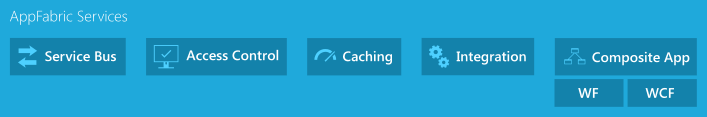 AppFabric Services
Service Bus
Access Control
Caching
Integration
Composite App
WF
WCF